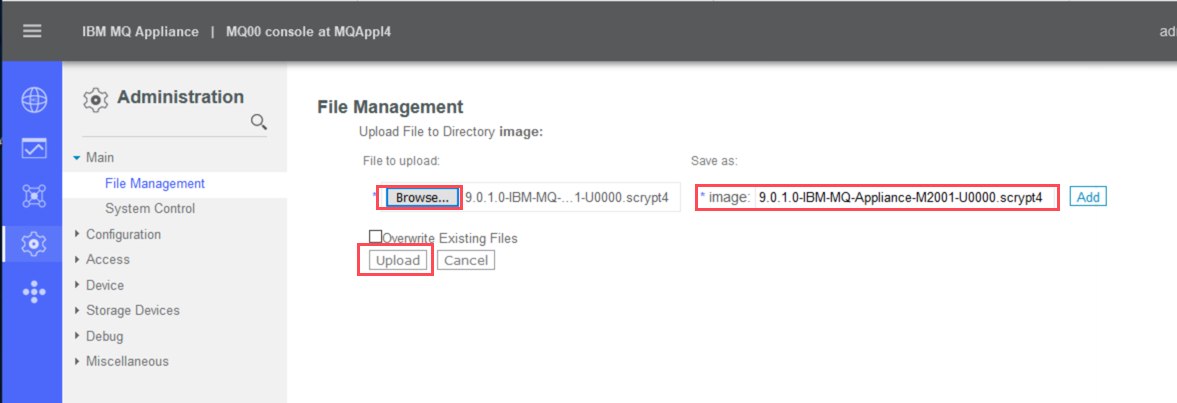 IBM MQ Appliance | MQ00 console at MQAppl4
Administration
Main
File Management
System Control
Configuration
Access
Device
Storage Devices
Debug
Miscellaneous
File Management
Upload File to Directory image:
File to upload: Save as:
* Browse... 9.0.1.0-IBM-MQ-...1-U0000.scrypt4 * image: 9.0.1.0-IBM-MQ-Appliance-M2001-U0000.scrypt4 Add
Overwrite Existing Files
Upload Cancel